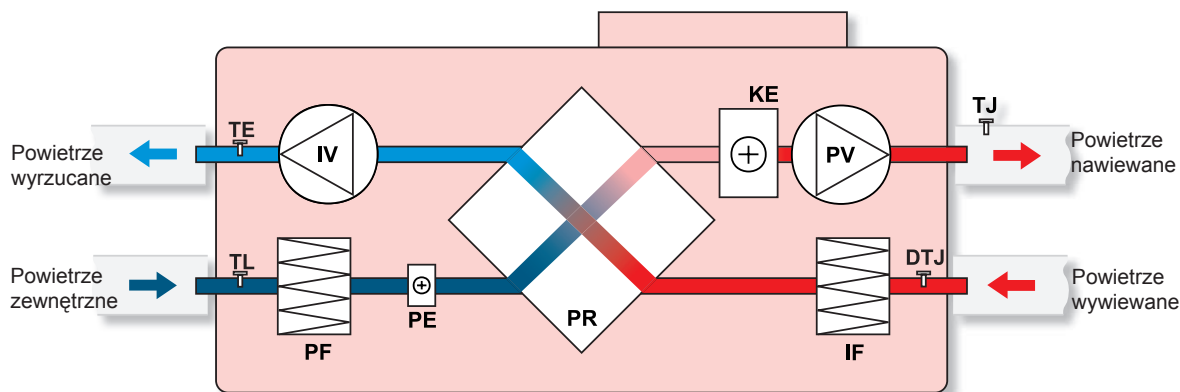 KE
TJ
TE
Powietrze
wyrzucane
IV
PV
Powietrze
nawiewane
Powietrze
zewnętrzne
TL
DTJ
Powietrze
wywiewane
PE
PR
PF
IF